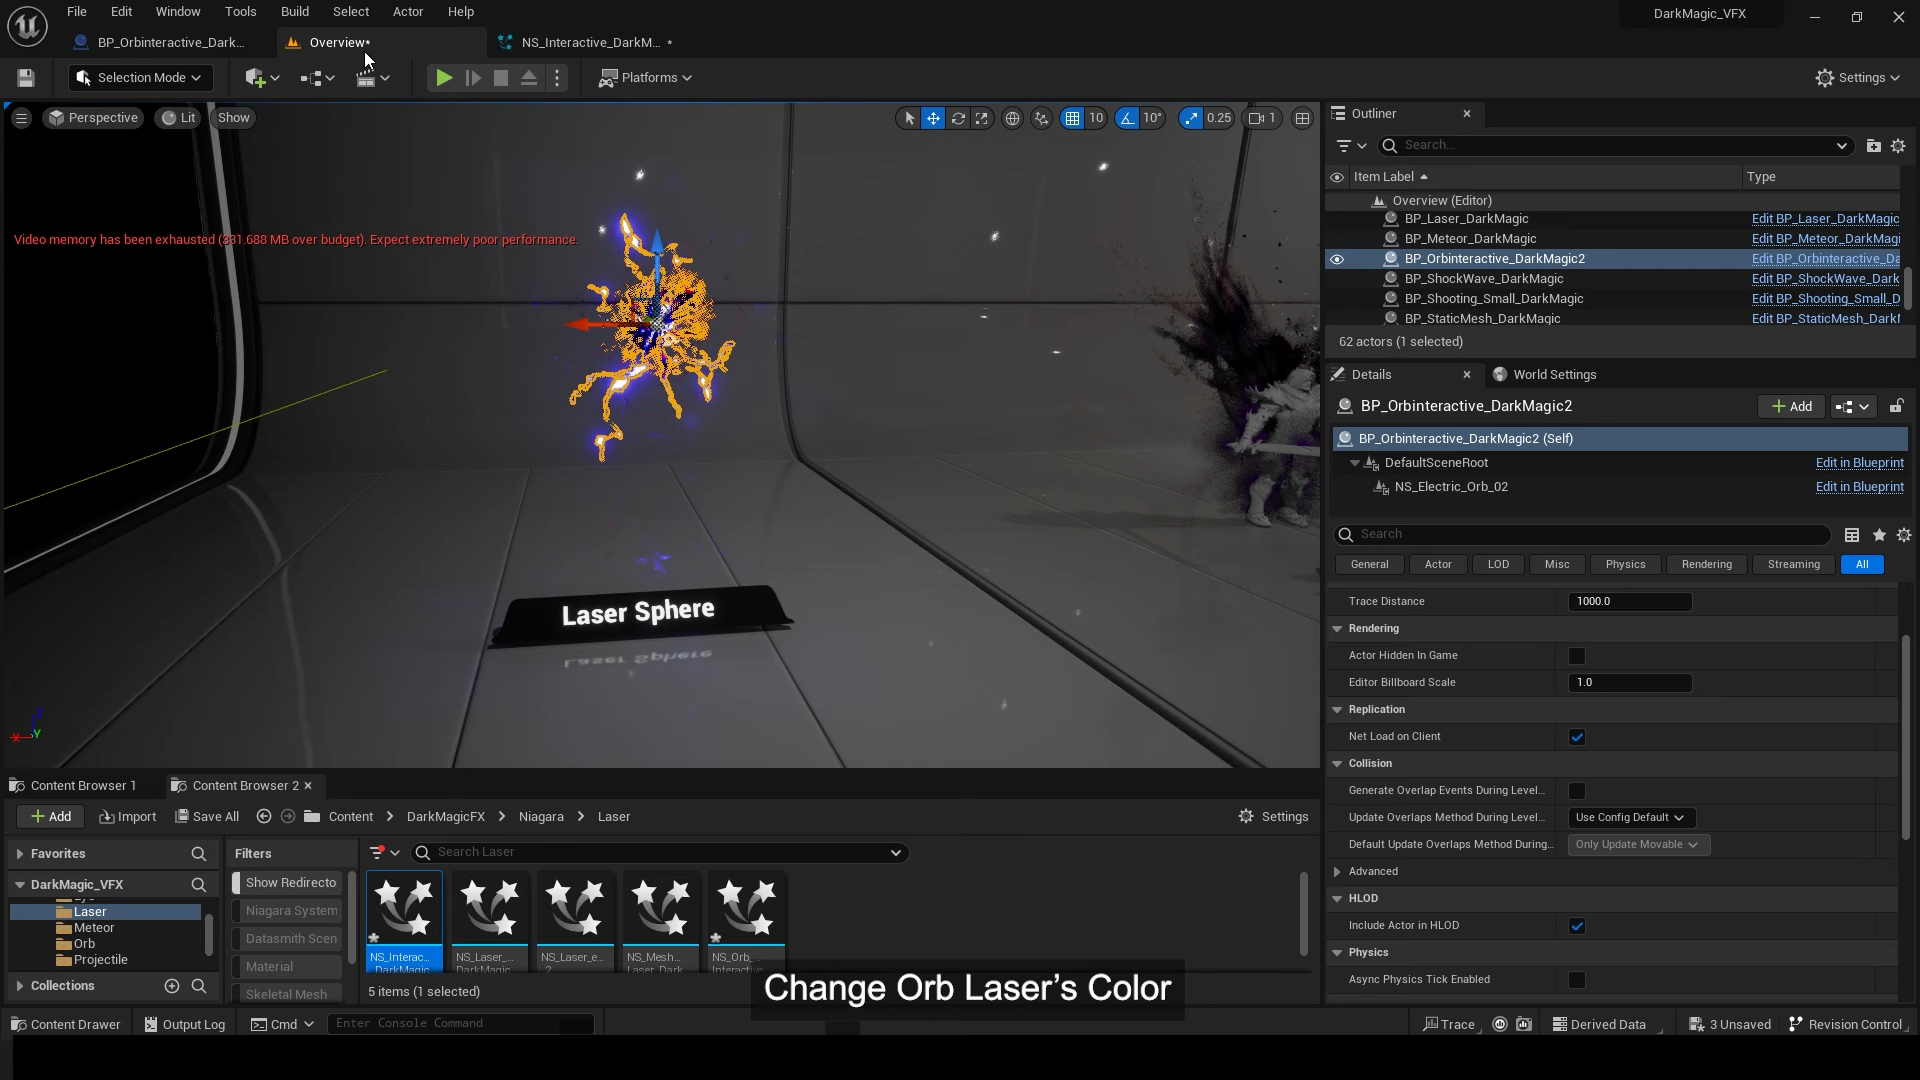 File Edit Window Tools Build Select Actor Help
DarkMagic_VFX
BP_Orbinteractive_Dark...
Overview*
NS_Interactive_DarkM... *
Selection Mode
Platforms
Settings
Perspective
Lit
Show
10
10°
0.25
1
Video memory has been exhausted (331.688 MB over budget). Expect extremely poor performance.
Laser Sphere
Outliner
Search...
Item Label
Type
Overview (Editor)
BP_Laser_DarkMagic Edit BP_Laser_DarkMagic
BP_Meteor_DarkMagic Edit BP_Meteor_DarkMagi
BP_Orbinteractive_DarkMagic2 Edit BP_Orbinteractive_Da
BP_ShockWave_DarkMagic Edit BP_ShockWave_Dark
BP_Shooting_Small_DarkMagic Edit BP_Shooting_Small_D
BP_StaticMesh_DarkMagic Edit BP_StaticMesh_Dark
62 actors (1 selected)
Details
World Settings
BP_Orbinteractive_DarkMagic2
Add
BP_Orbinteractive_DarkMagic2 (Self)
DefaultSceneRoot Edit in Blueprint
NS_Electric_Orb_02 Edit in Blueprint
Search
General Actor LOD Misc Physics Rendering Streaming All
Trace Distance 1000.0
Rendering
Actor Hidden In Game
Editor Billboard Scale 1.0
Replication
Net Load on Client
Collision
Generate Overlap Events During Level...
Update Overlaps Method During Level... Use Config Default
Default Update Overlaps Method During... Only Update Movable
Advanced
HLOD
Include Actor in HLOD
Physics
Async Physics Tick Enabled
Content Browser 1
Content Browser 2
Add
Import
Save All
Content > DarkMagicFX > Niagara > Laser
Settings
Favorites
DarkMagic_VFX
Laser
Meteor
Orb
Projectile
Collections
Filters
Show Redirecto
Niagara System
Datasmith Scen
Material
Skeletal Mesh
Search Laser
NS_Interac... NS_Laser_... NS_Laser_e... NS_Mesh... NS_Orb_...
5 items (1 selected)
Change Orb Laser's Color
Content Drawer
Output Log
Cmd
Enter Console Command
Trace
Derived Data
3 Unsaved
Revision Control